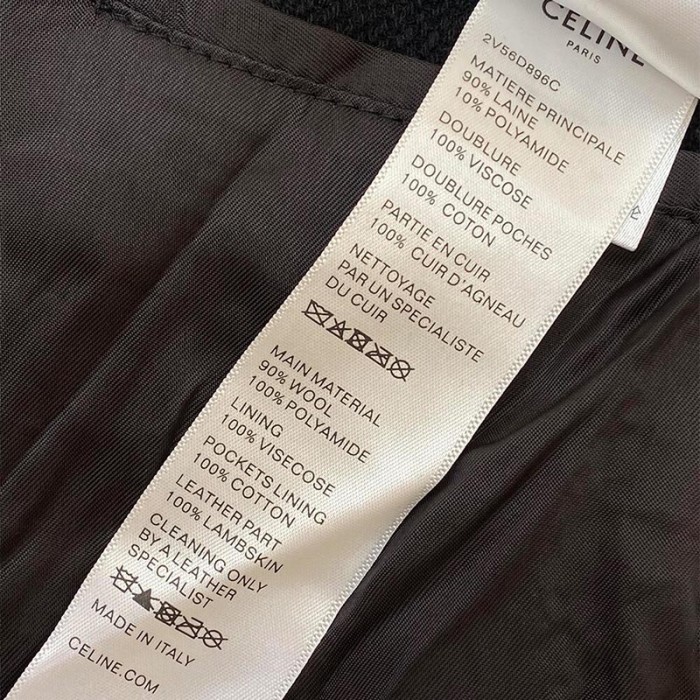 CELINE
PARIS
2V56D896C
MATIERE PRINCIPALE
90% LAINE
10% POLYAMIDE
DOUBLURE
100% VISCOSE
DOUBLURE POCHES
100% COTON
PARTIE EN CUIR
100% CUIR D'AGNEAU
NETTOYAGE
PAR UN SPECIALISTE
DU CUIR
MAIN MATERIAL
90% WOOL
100% POLYAMIDE
LINING
100% VISECOSE
POCKETS LINING
100% COTTON
LEATHER PART
100% LAMBSKIN
CLEANING ONLY
BY A LEATHER
SPECIALIST
MADE IN ITALY
CELINE.COM